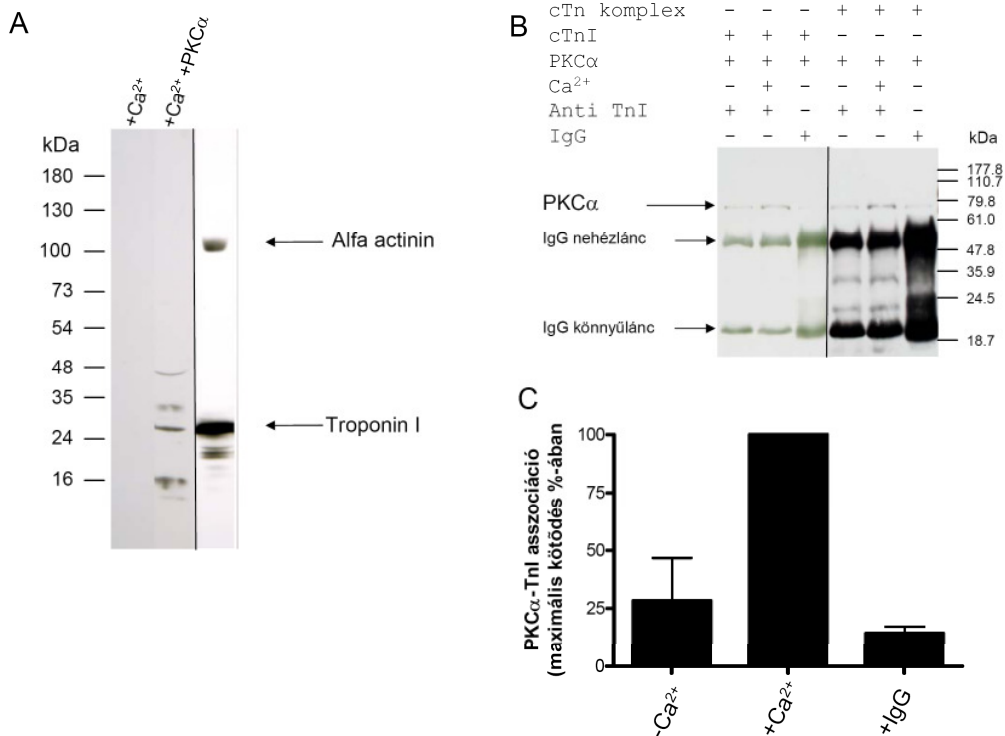 A
+Ca²⁺
+Ca²⁺+PKCα
kDa
180
130
100
73
54
48
35
24
16
Alfa actinin
Troponin I
B
cTn komplex - - - + + +
cTnI + + + - - -
PKCα + + + + + +
Ca²⁺ - + - - + -
Anti TnI + + - + + -
IgG - - + - - +
kDa
PKCα
IgG nehézlánc
IgG könnyűlánc
177.8
110.7
79.8
61.0
47.8
35.9
24.5
18.7
C
PKCα-TnI asszociáció
(maximális kötődés %-ában
100
75
50
25
0
-Ca²⁺
+Ca²⁺
+IgG